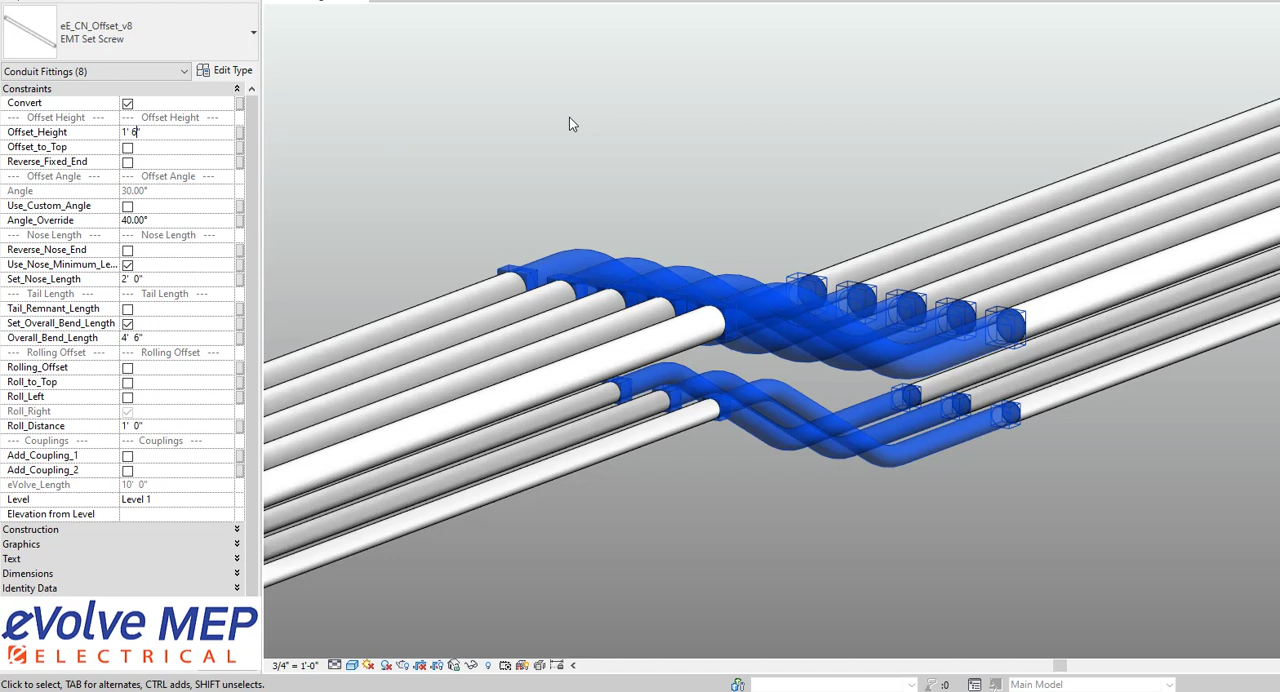 eE_CN_Offset_v8
EMT Set Screw
Conduit Fittings (8)
Edit Type
Constraints
Convert
--- Offset Height --- --- Offset Height ---
Offset_Height 1' 6"
Offset_to_Top
Reverse_Fixed_End
--- Offset Angle --- --- Offset Angle ---
Angle 30.00°
Use_Custom_Angle
Angle_Override 40.00°
--- Nose Length --- --- Nose Length ---
Reverse_Nose_End
Use_Nose_Minimum_Le...
Set_Nose_Length 2' 0"
--- Tail Length --- --- Tail Length ---
Tail_Remnant_Length
Set_Overall_Bend_Length
Overall_Bend_Length 4' 6"
--- Rolling Offset --- --- Rolling Offset ---
Rolling_Offset
Roll_to_Top
Roll_Left
Roll_Right
Roll_Distance 1' 0"
--- Couplings --- --- Couplings ---
Add_Coupling_1
Add_Coupling_2
eVolve_Length 10' 0"
Level Level 1
Elevation from Level
Construction
Graphics
Text
Dimensions
Identity Data
eVolve MEP
ELECTRICAL
3/4" = 1'-0"
Click to select, TAB for alternates, CTRL adds, SHIFT unselects.
:0
Main Model